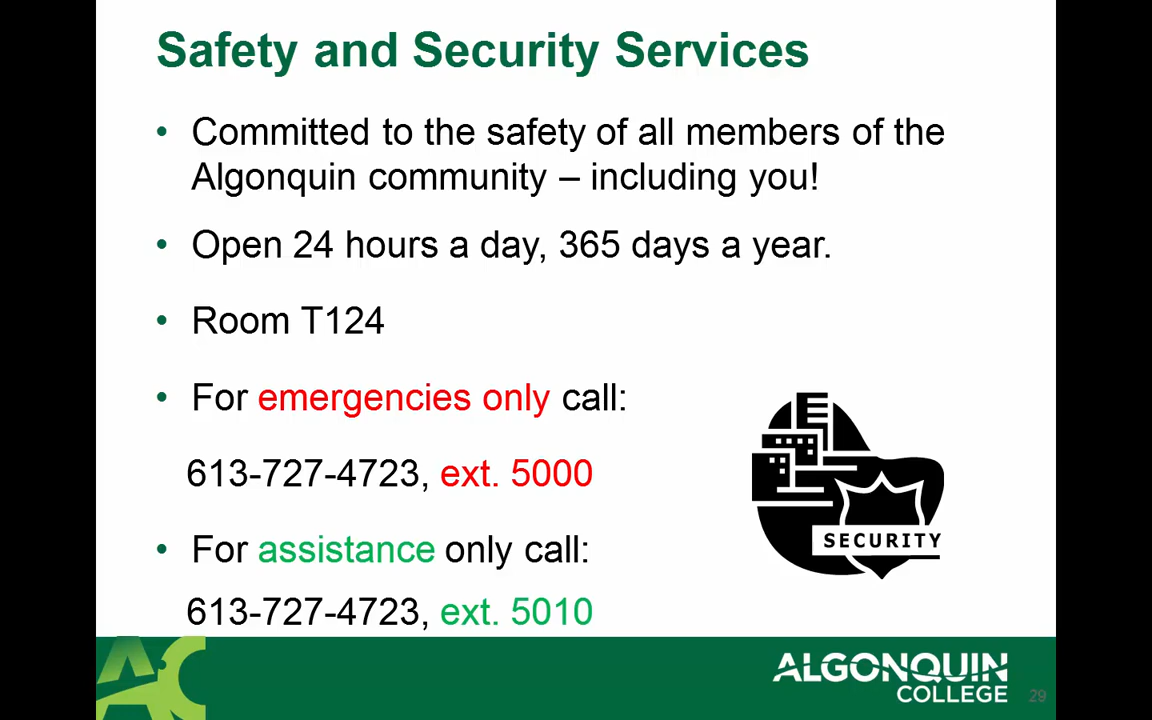 Safety and Security Services
• Committed to the safety of all members of the
Algonquin community – including you!
• Open 24 hours a day, 365 days a year.
• Room T124
• For emergencies only call:
613-727-4723, ext. 5000
• For assistance only call:
613-727-4723, ext. 5010
SECURITY
AC
ALGONQUIN
COLLEGE
29